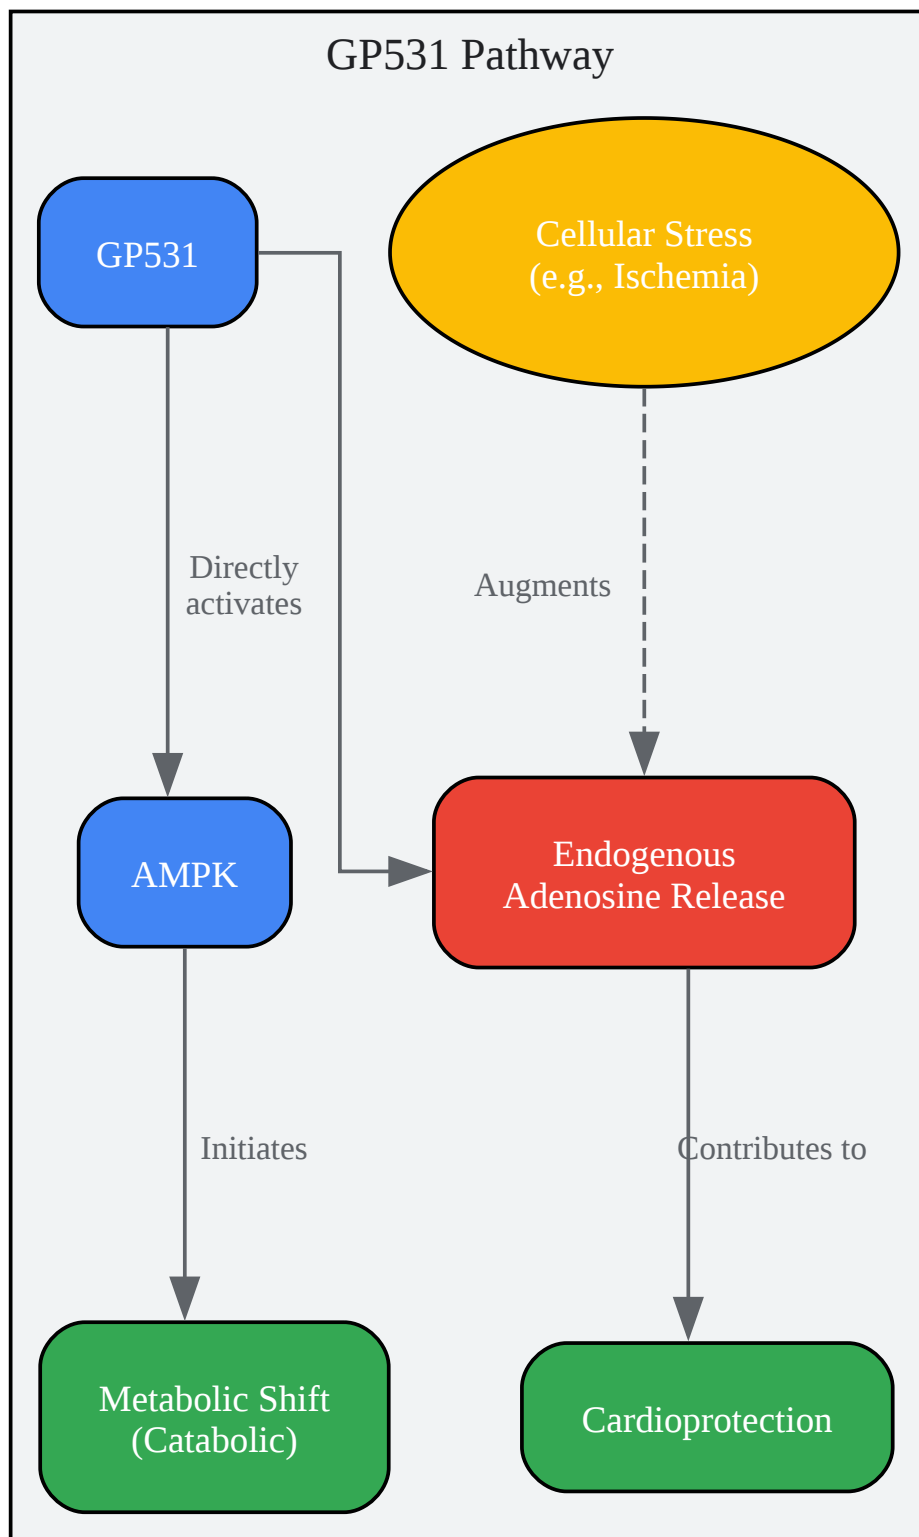 GP531 Pathway
GP531
Cellular Stress
(e.g., Ischemia)
Directly
activates
Augments
AMPK
Endogenous
Adenosine Release
Initiates
Contributes to
Metabolic Shift
(Catabolic)
Cardioprotection